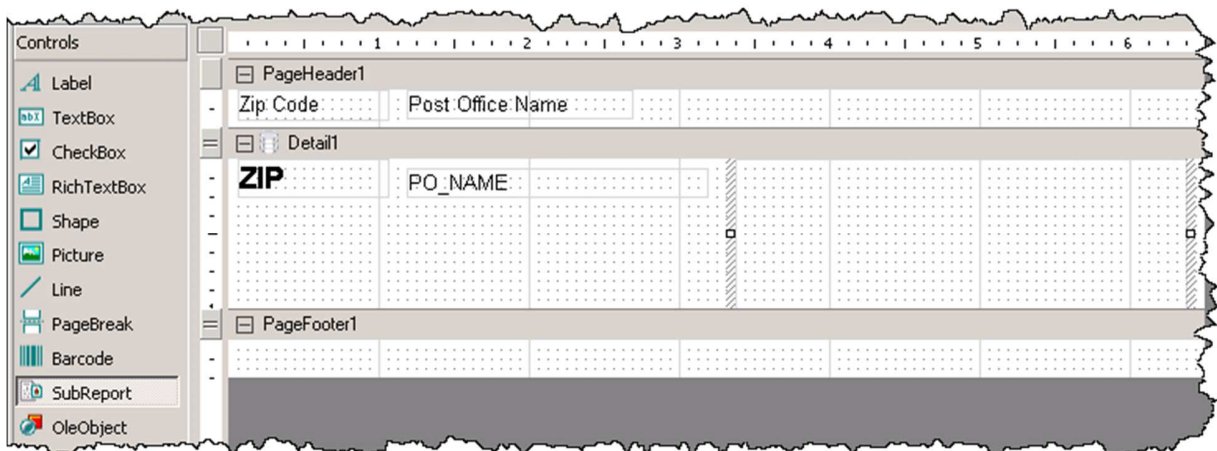 Controls
Label
TextBox
CheckBox
RichTextBox
Shape
Picture
Line
PageBreak
Barcode
SubReport
OleObject
1 2 3 4 5 6
PageHeader1
Zip Code Post Office Name
Detail1
ZIP PO_NAME
PageFooter1